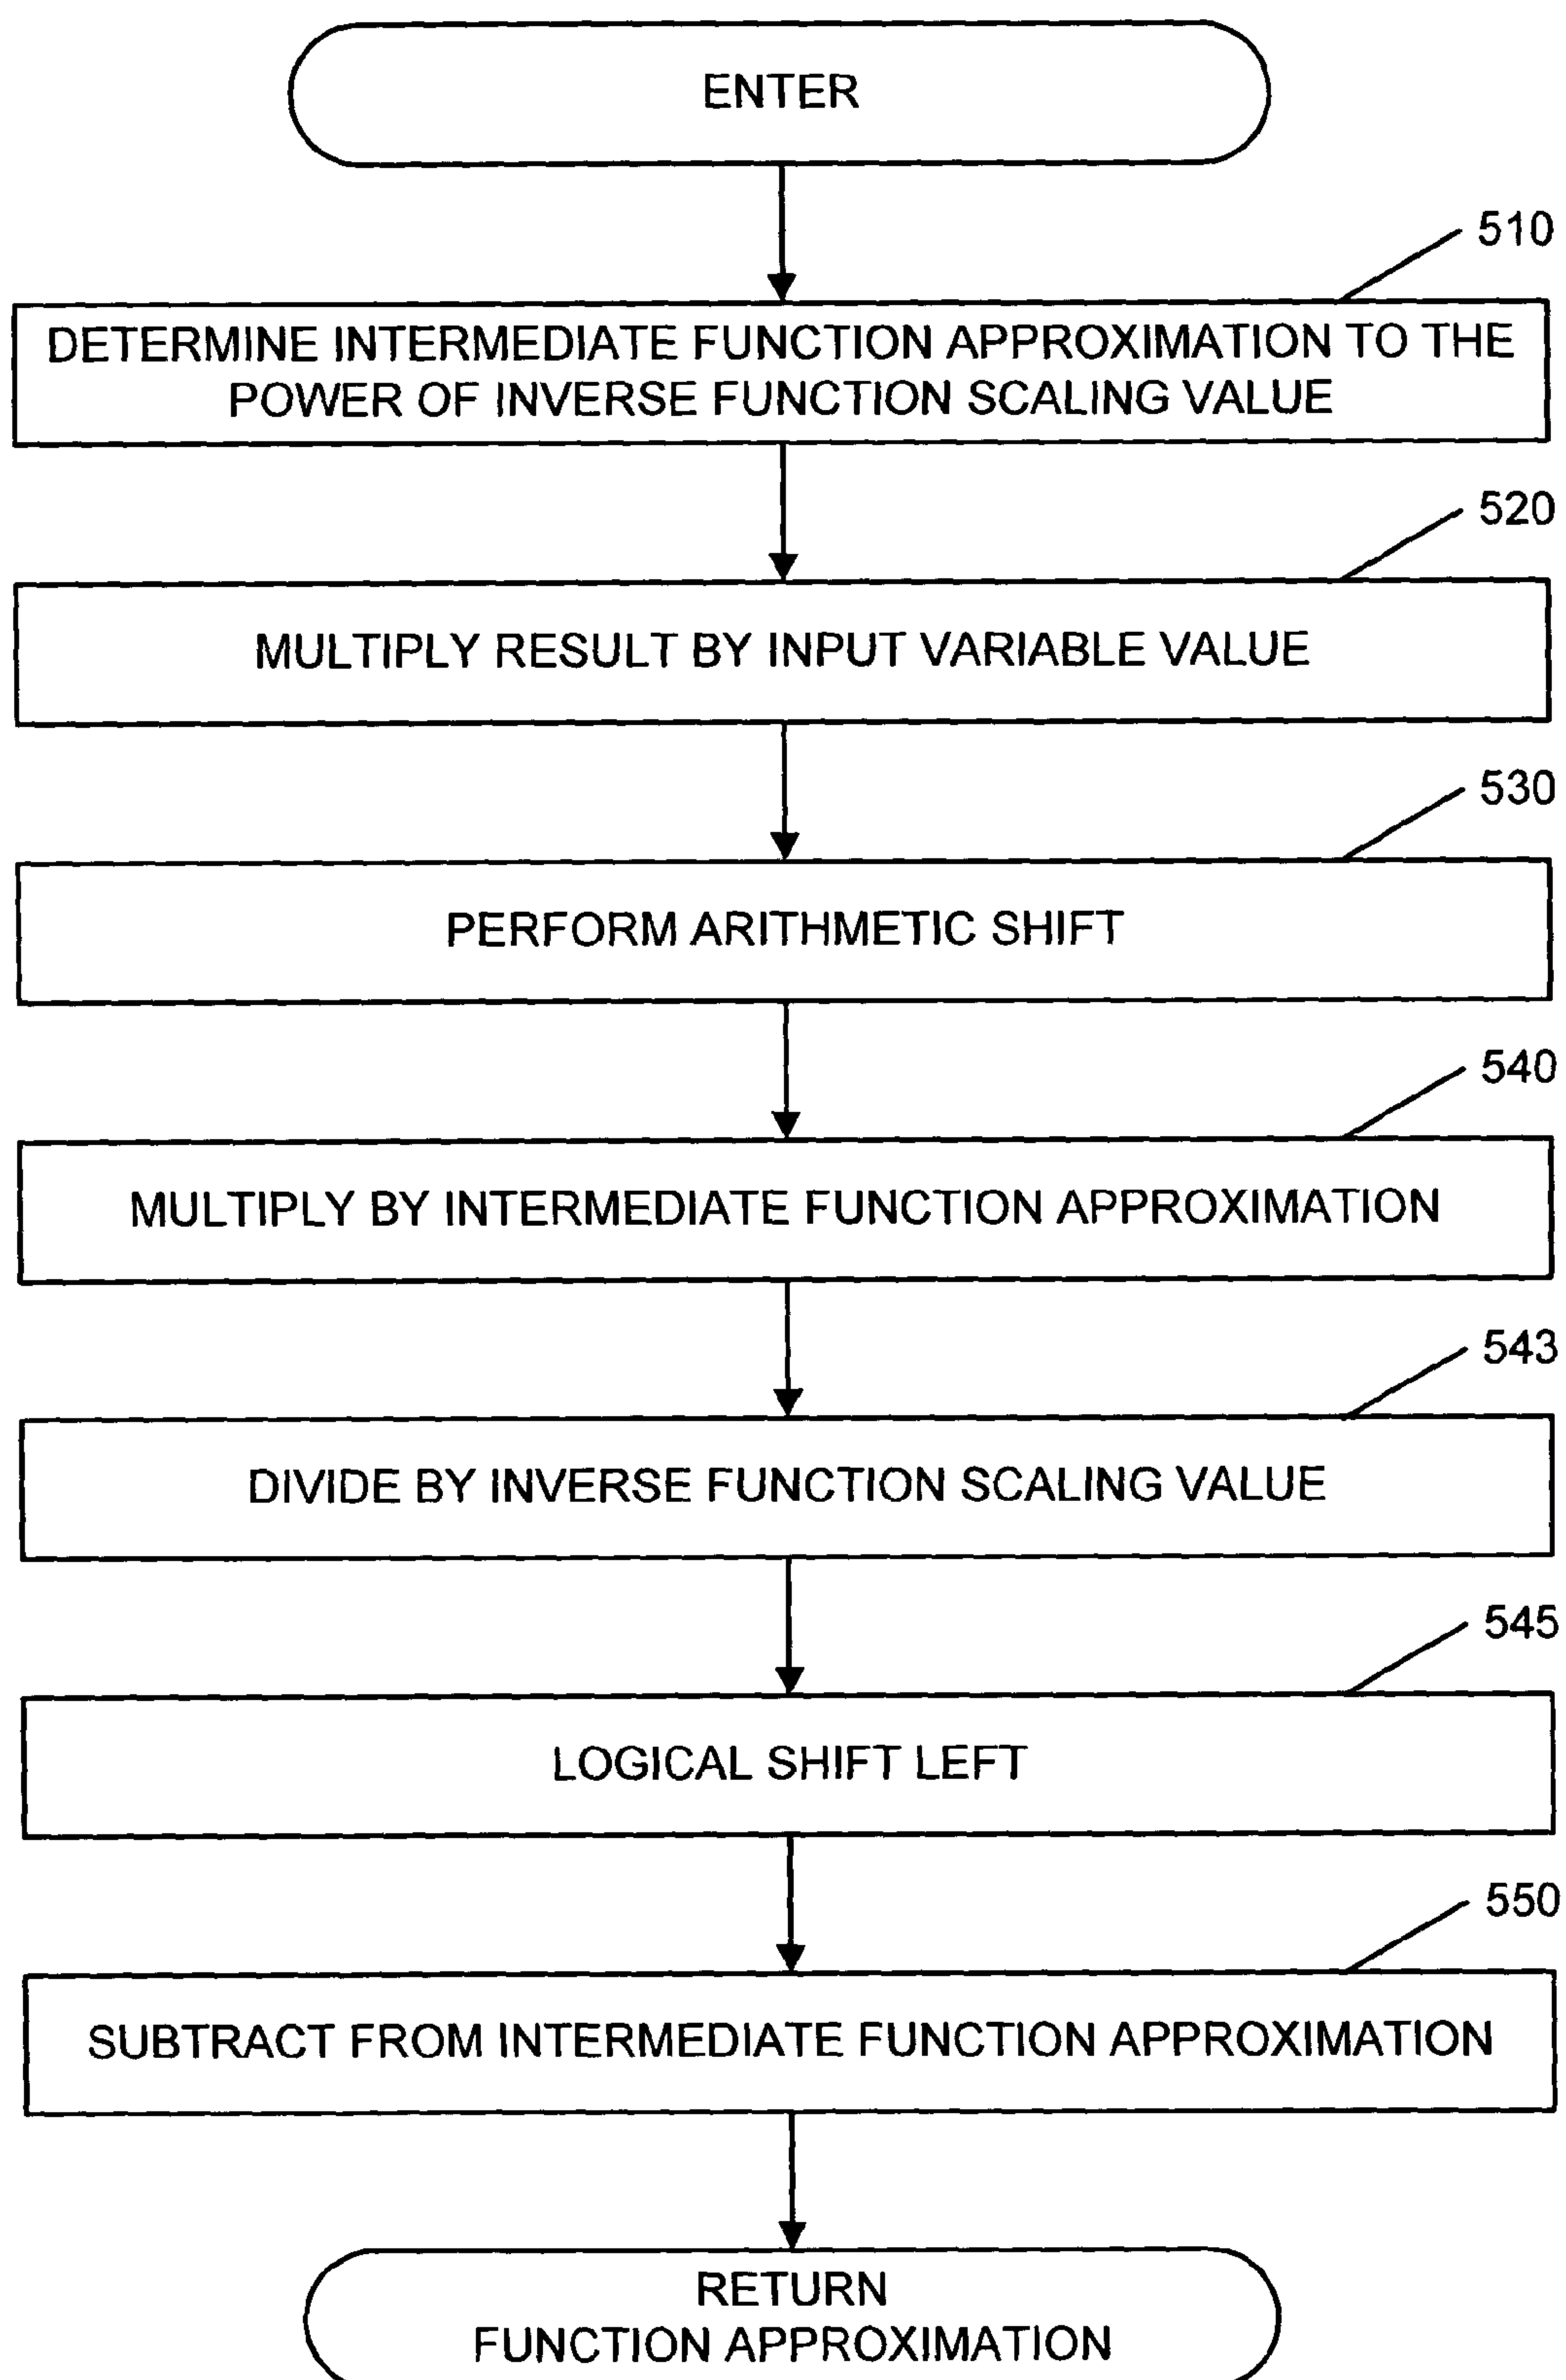 ENTER
510
DETERMINE INTERMEDIATE FUNCTION APPROXIMATION TO THE
POWER OF INVERSE FUNCTION SCALING VALUE
520
MULTIPLY RESULT BY INPUT VARIABLE VALUE
530
PERFORM ARITHMETIC SHIFT
540
MULTIPLY BY INTERMEDIATE FUNCTION APPROXIMATION
543
DIVIDE BY INVERSE FUNCTION SCALING VALUE
545
LOGICAL SHIFT LEFT
550
SUBTRACT FROM INTERMEDIATE FUNCTION APPROXIMATION
RETURN
FUNCTION APPROXIMATION